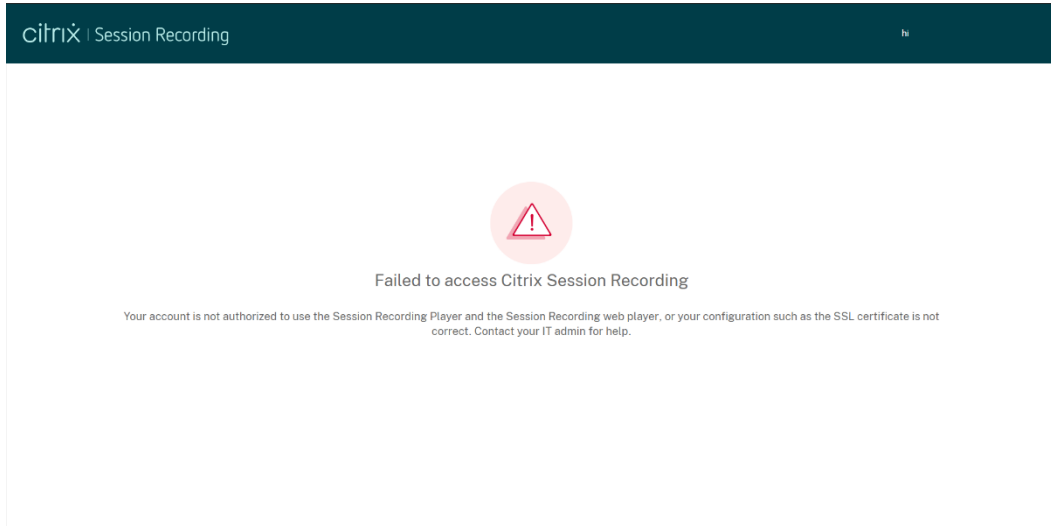 citrix | Session Recording
hi
Failed to access Citrix Session Recording
Your account is not authorized to use the Session Recording Player and the Session Recording web player, or your configuration such as the SSL certificate is not
correct. Contact your IT admin for help.